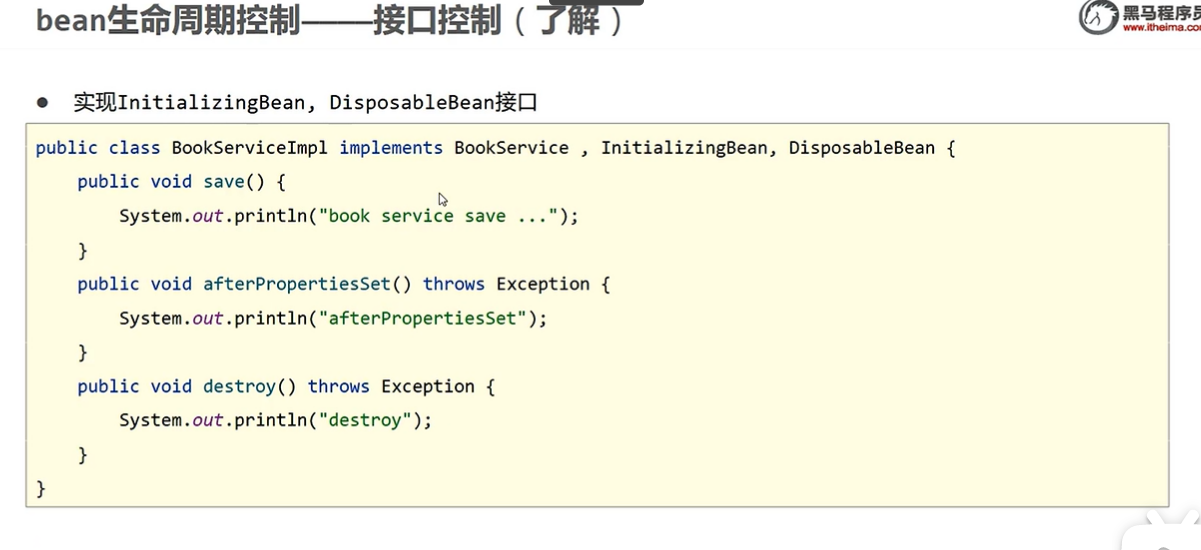 bean生命周期控制————接口控制（了解）
黑马程序员
www.itheima.com
● 实现InitializingBean, DisposableBean接口
public class BookServiceImpl implements BookService , InitializingBean, DisposableBean {
    public void save() {
        System.out.println("book service save ...");
    }
    public void afterPropertiesSet() throws Exception {
        System.out.println("afterPropertiesSet");
    }
    public void destroy() throws Exception {
        System.out.println("destroy");
    }
}